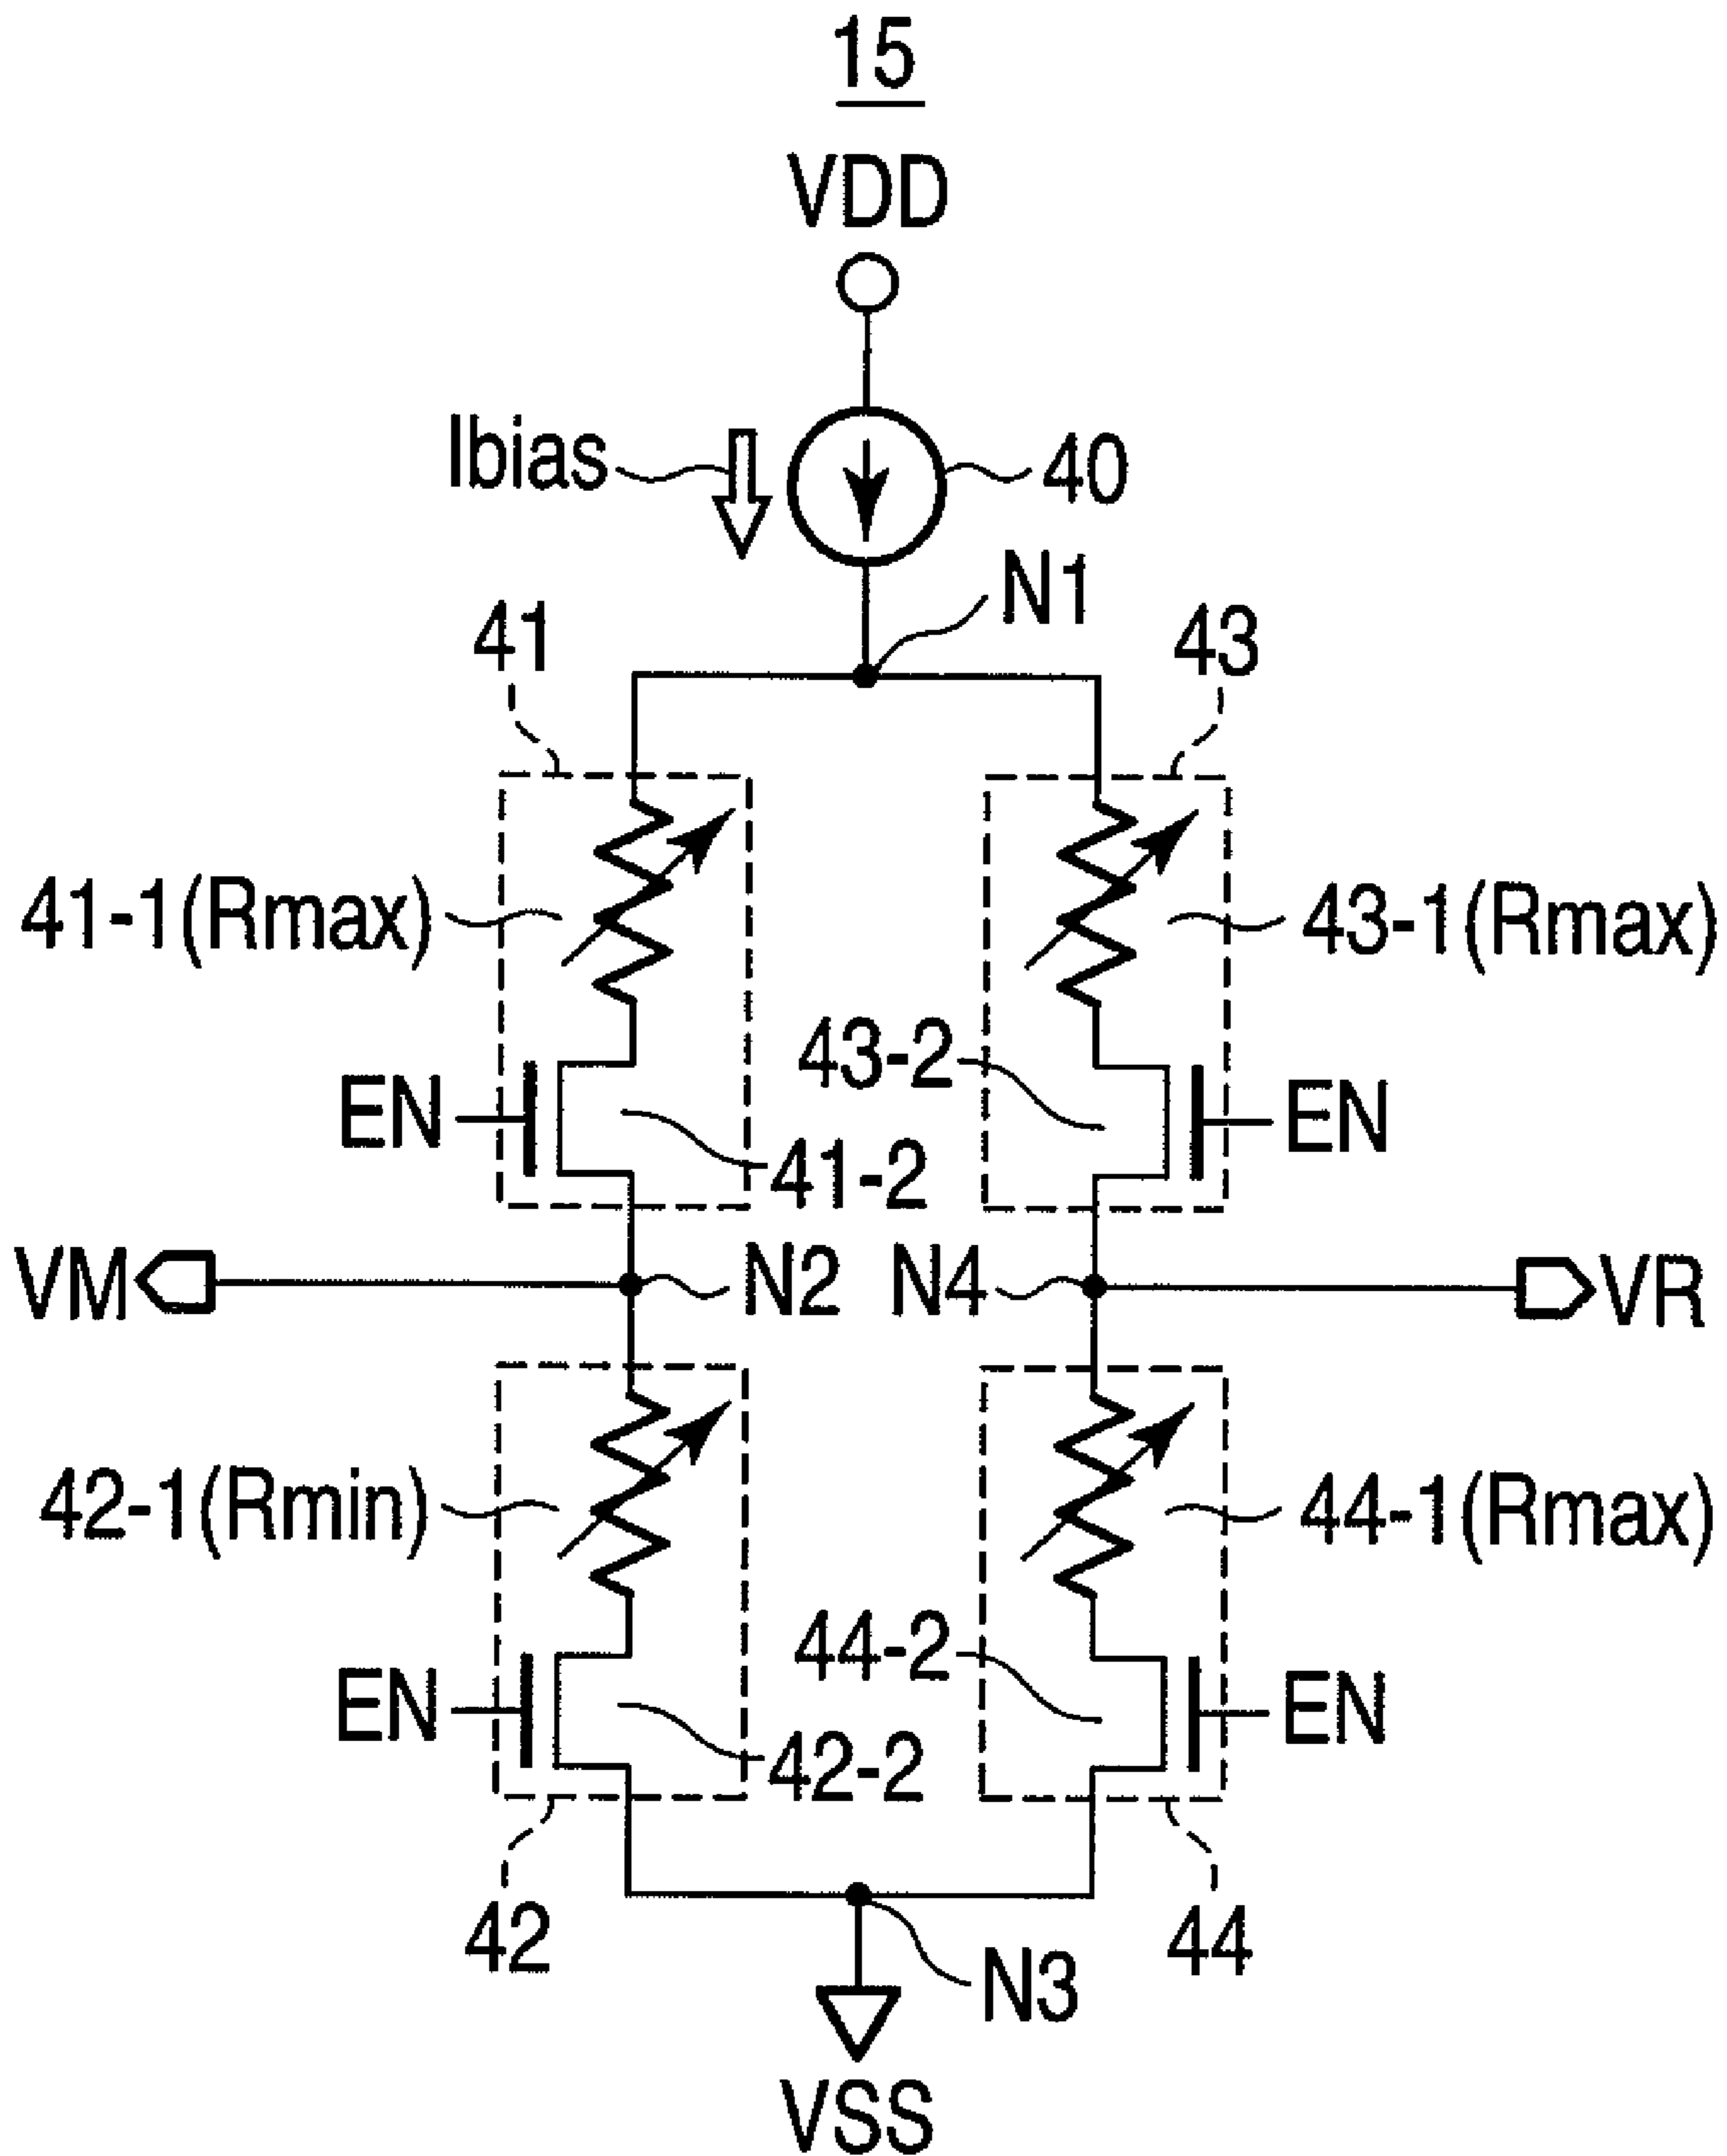 15
VDD
Ibias
40
N1
41
43
41-1(Rmax)
43-1(Rmax)
43-2
EN
EN
41-2
VM
N2
N4
VR
42-1(Rmin)
44-1(Rmax)
44-2
EN
EN
42-2
42
44
N3
VSS